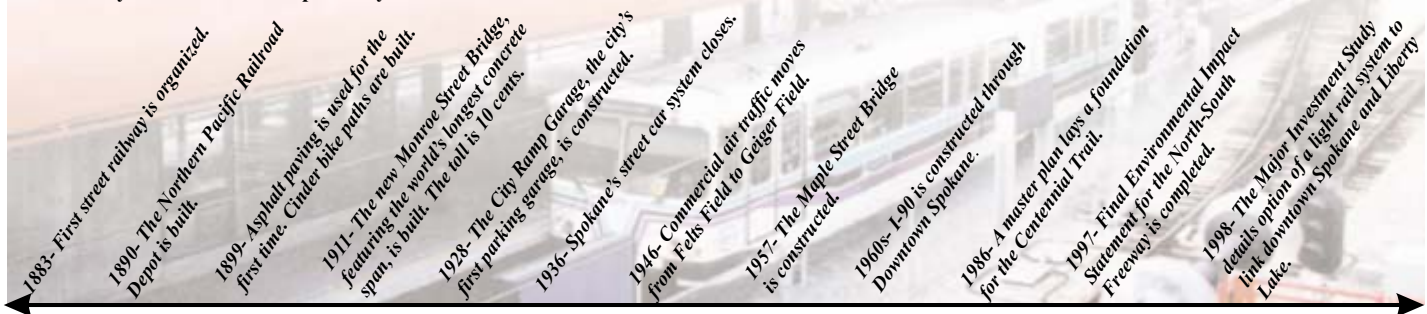 1883- First street railway is organized.
1890- The Northern Pacific Railroad
Depot is built.
1899- Asphalt paving is used for the
first time. Cinder bike paths are built.
1911- The new Monroe Street Bridge,
featuring the world's longest concrete
span, is built. The toll is 10 cents.
1928- The City Ramp Garage, the city's
first parking garage, is constructed.
1936- Spokane's street car system closes.
1946- Commercial air traffic moves
from Felts Field to Geiger Field.
1957- The Maple Street Bridge
is constructed.
1960s- I-90 is constructed through
Downtown Spokane.
1986- A master plan lays a foundation
for the Centennial Trail.
1997- Final Environmental Impact
Statement for the North-South
Freeway is completed.
1998- The Major Investment Study
details option of a light rail system to
link downtown Spokane and Liberty
Lake.